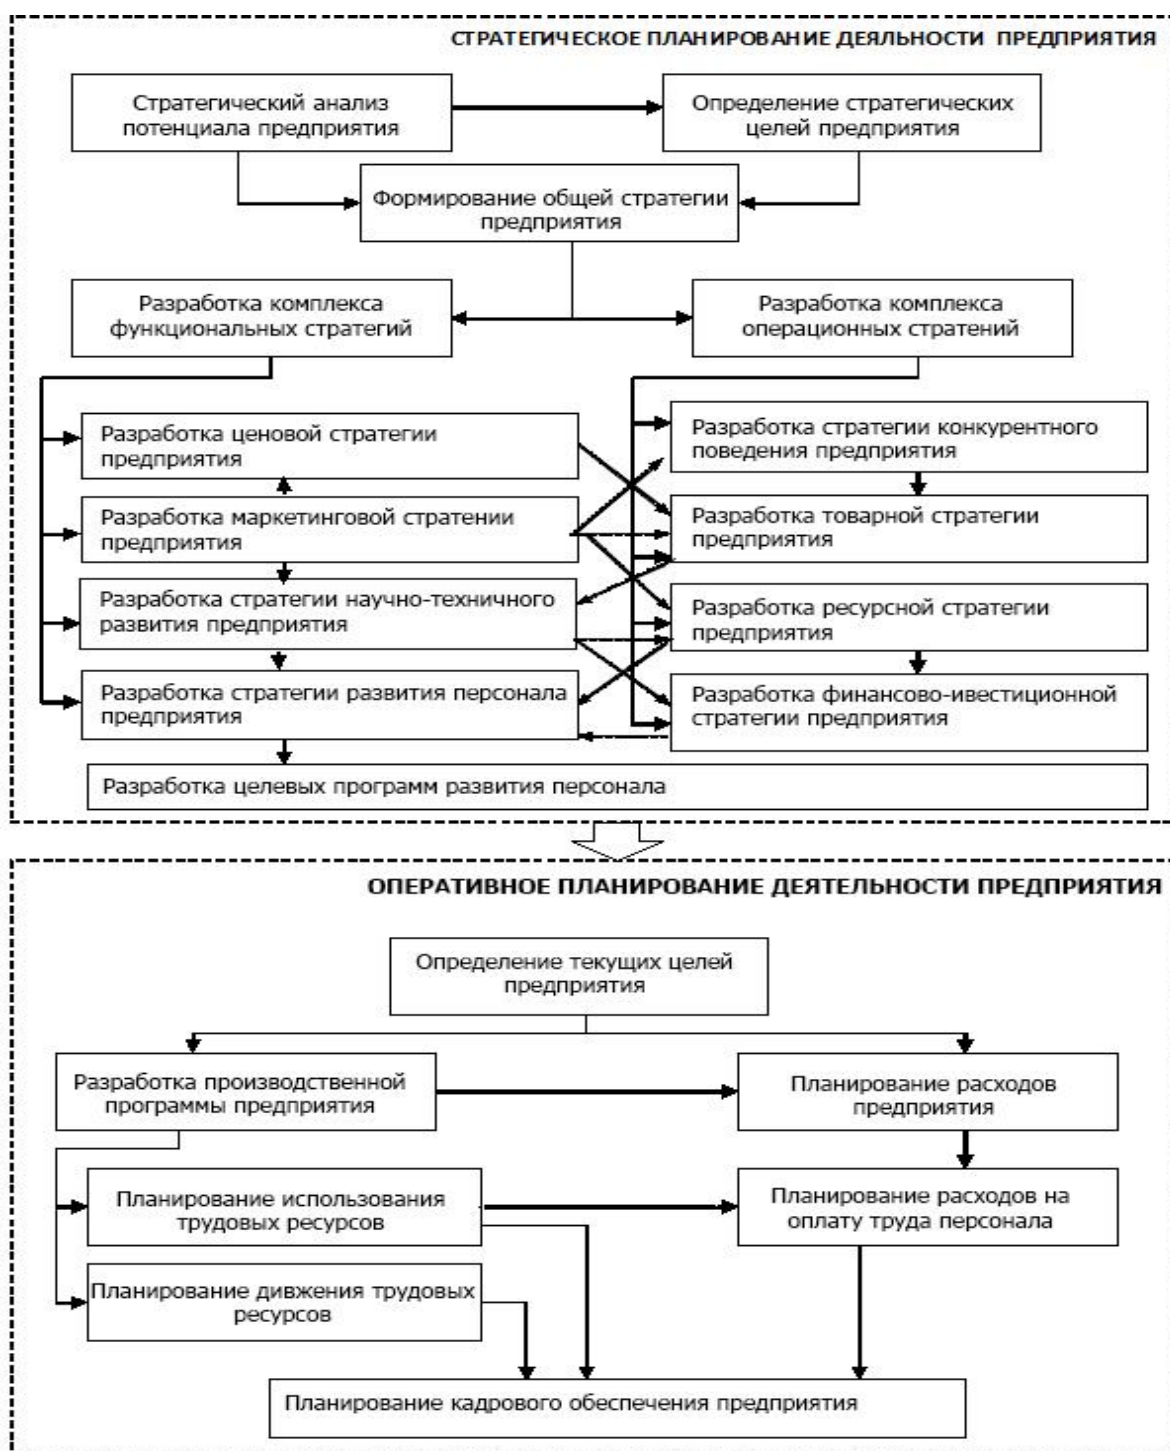 СТРАТЕГИЧЕСКОЕ ПЛАНИРОВАНИЕ ДЕЯЛЬНОСТИ ПРЕДПРИЯТИЯ
Стратегический анализ
потенциала предприятия
Определение стратегических
целей предприятия
Формирование общей стратегии
предприятия
Разработка комплекса
функциональных стратегий
Разработка комплекса
операционных стратений
Разработка ценовой стратегии
предприятия
Разработка стратегии конкурентного
поведения предприятия
Разработка маркетинговой стратении
предприятия
Разработка товарной стратегии
предприятия
Разработка стратегии научно-техничного
развития предприятия
Разработка ресурсной стратегии
предприятия
Разработка стратегии развития персонала
предприятия
Разработка финансово-ивестиционной
стратегии предприятия
Разработка целевых программ развития персонала
ОПЕРАТИВНОЕ ПЛАНИРОВАНИЕ ДЕЯТЕЛЬНОСТИ ПРЕДПРИЯТИЯ
Определение текущих целей
предприятия
Разработка производственной
программы предприятия
Планирование расходов
предприятия
Планирование использования
трудовых ресурсов
Планирование расходов на
оплату труда персонала
Планирование дивжения трудовых
ресурсов
Планирование кадрового обеспечения предприятия